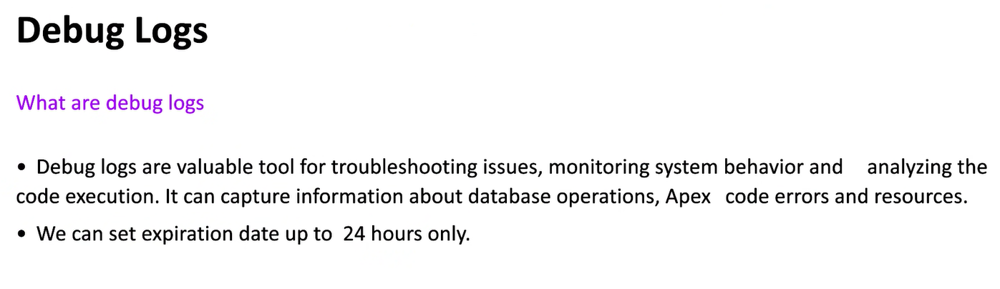 Debug Logs
What are debug logs
• Debug logs are valuable tool for troubleshooting issues, monitoring system behavior and analyzing the
code execution. It can capture information about database operations, Apex code errors and resources.
• We can set expiration date up to 24 hours only.